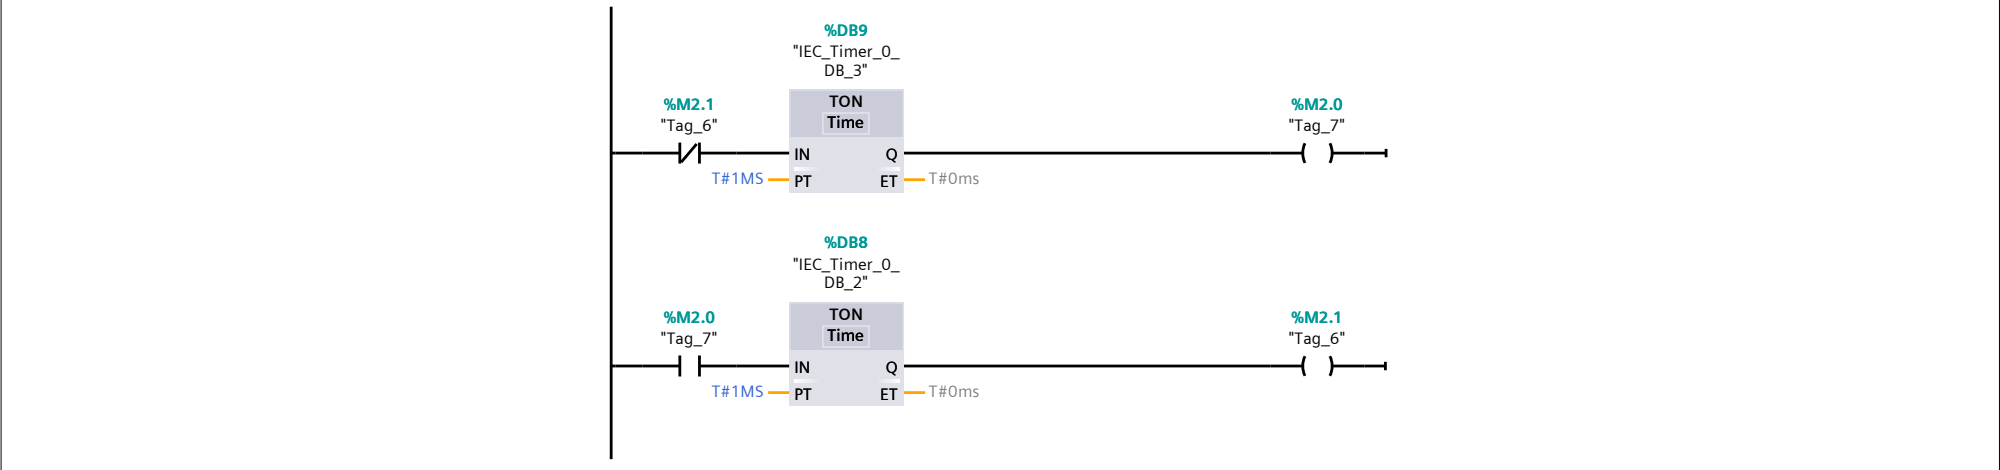 %DB9
"IEC_Timer_0_
DB_3"
%M2.1
"Tag_6"
TON
Time
%M2.0
"Tag_7"
IN
Q
T#1MS
PT
ET
T#0ms
%DB8
"IEC_Timer_0_
DB_2"
%M2.0
"Tag_7"
TON
Time
%M2.1
"Tag_6"
IN
Q
T#1MS
PT
ET
T#0ms